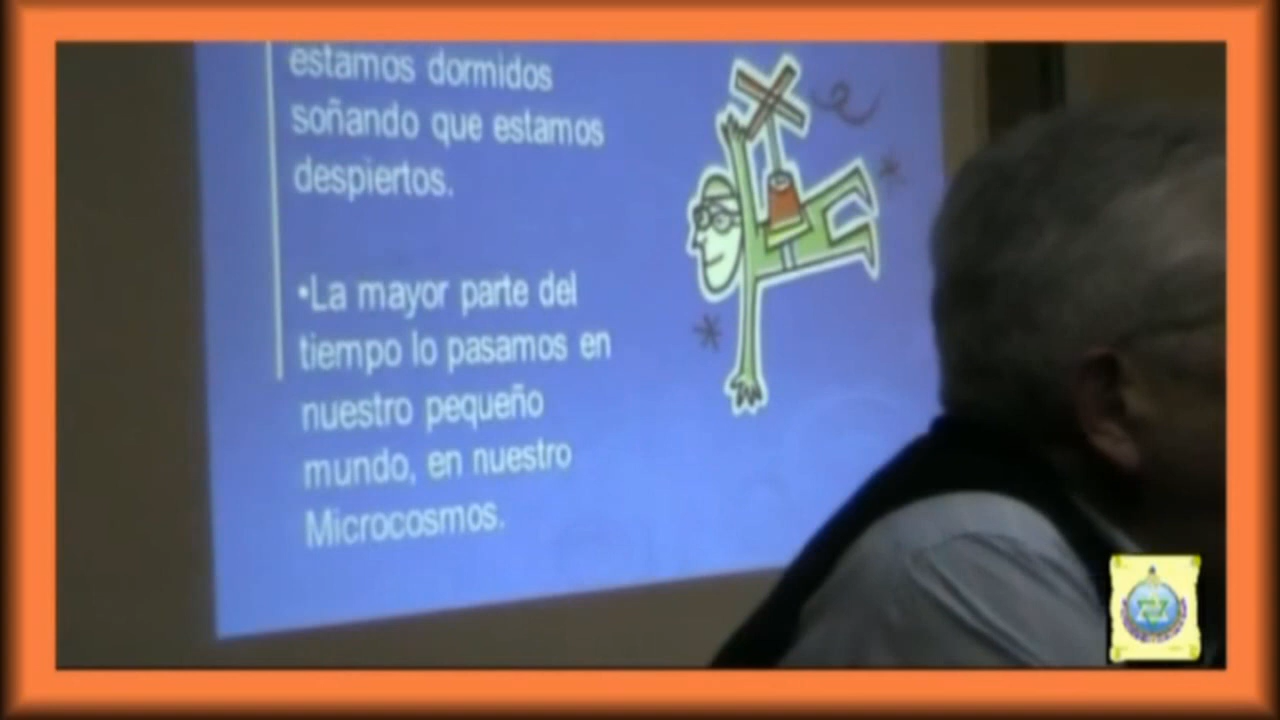 estamos dormidos
soñando que estamos
despiertos.
•La mayor parte del
tiempo lo pasamos en
nuestro pequeño
mundo, en nuestro
Microcosmos.